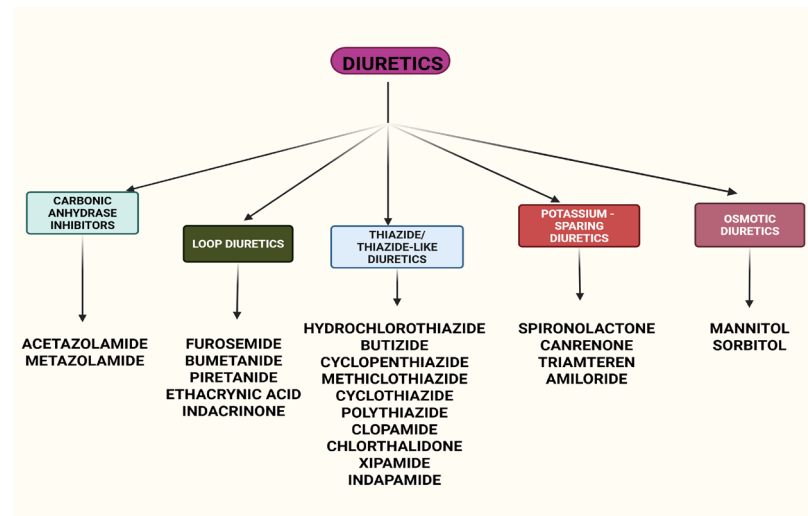 DIURETICS
CARBONIC
ANHYDRASE
INHIBITORS
LOOP DIURETICS
THIAZIDE/
THIAZIDE-LIKE
DIURETICS
POTASSIUM -
SPARING
DIURETICS
OSMOTIC
DIURETICS
ACETAZOLAMIDE
METAZOLAMIDE
FUROSEMIDE
BUMETANIDE
PIRETANIDE
ETHACRYNIC ACID
INDACRINONE
HYDROCHLOROTHIAZIDE
BUTIZIDE
CYCLOPENTHIAZIDE
METHICLOTHIAZIDE
CYCLOTHIAZIDE
POLYTHIAZIDE
CLOPAMIDE
CHLORTHALIDONE
XIPAMIDE
INDAPAMIDE
SPIRONOLACTONE
CANRENONE
TRIAMTEREN
AMILORIDE
MANNITOL
SORBITOL